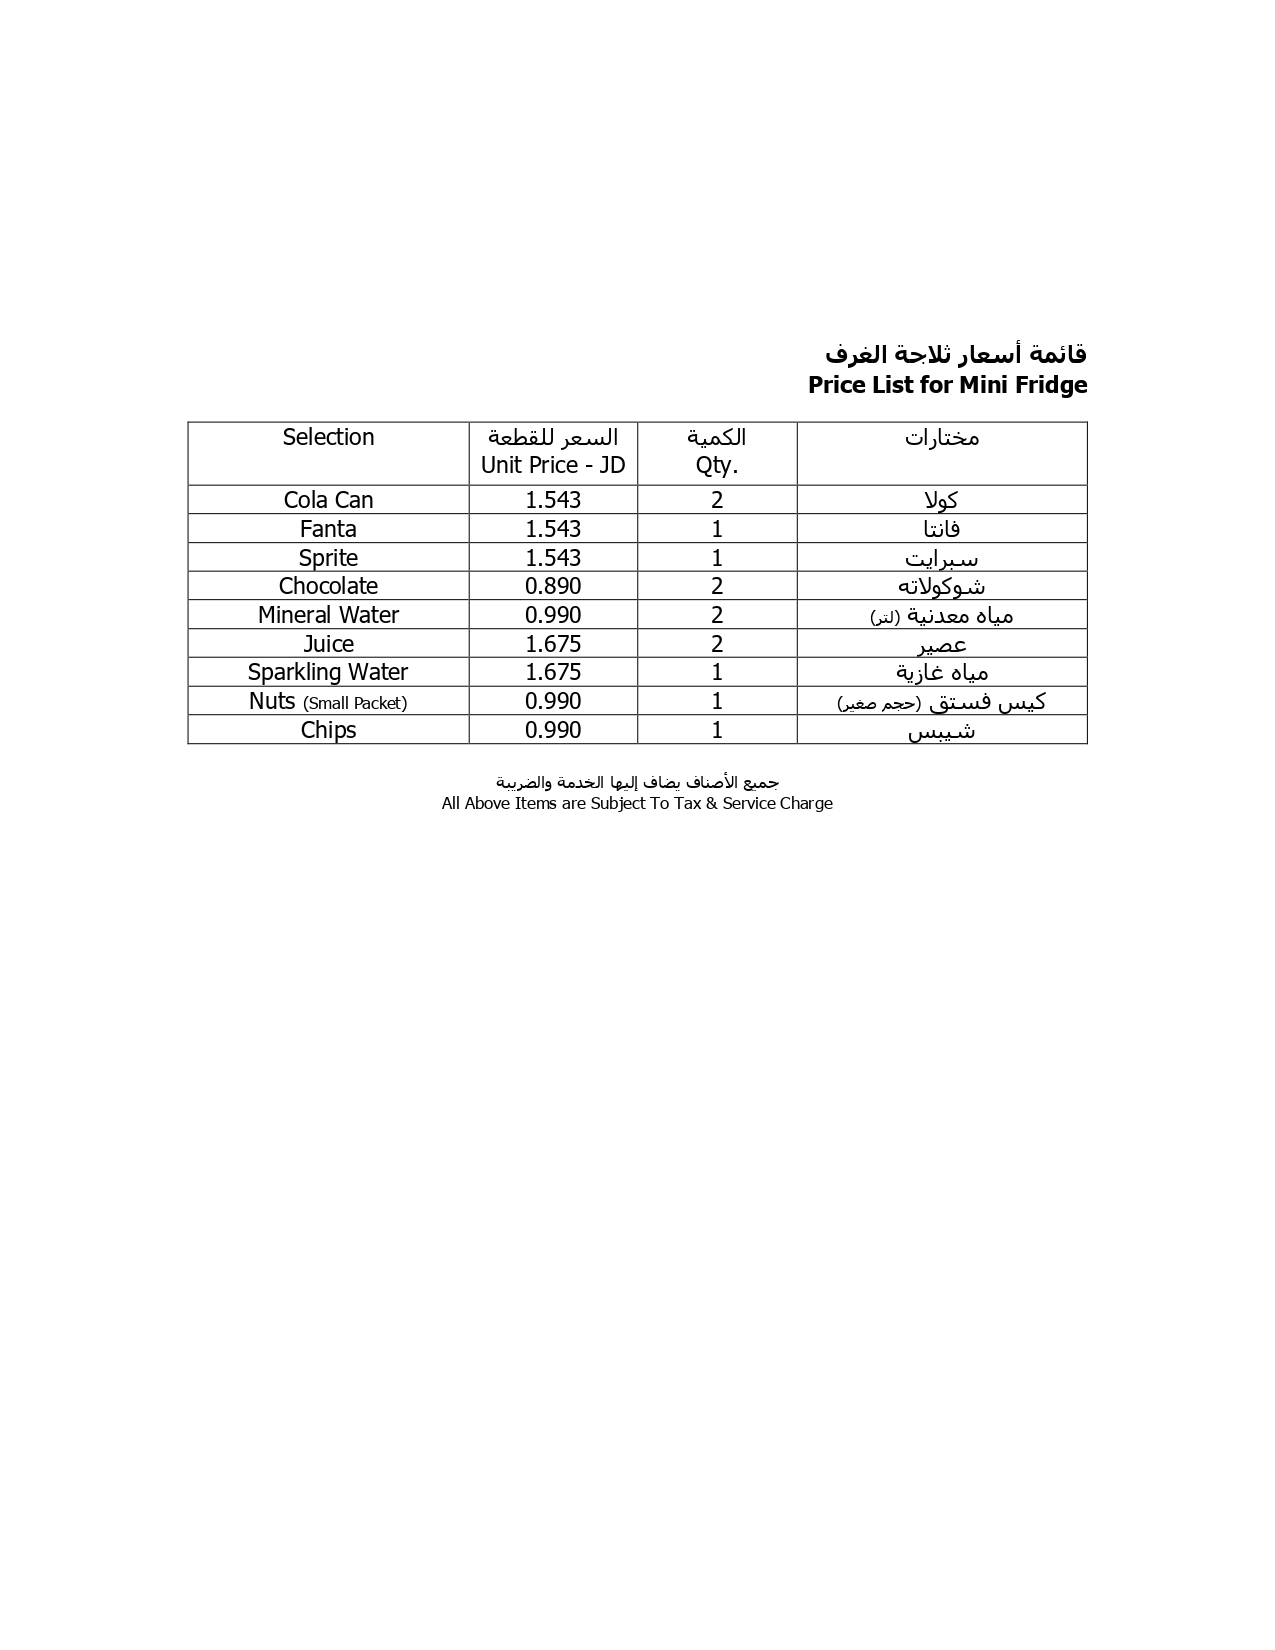 قائمة أسعار ثلاجة الغرف
Price List for Mini Fridge
Selection السعر للقطعة الكمية مختارات
Unit Price - JD Qty.
Cola Can 1.543 2 كولا
Fanta 1.543 1 فانتا
Sprite 1.543 1 سبرايت
Chocolate 0.890 2 شوكولاته
Mineral Water 0.990 2 مياه معدنية (لتر)
Juice 1.675 2 عصير
Sparkling Water 1.675 1 مياه غازية
Nuts (Small Packet) 0.990 1 كيس فستق (حجم صغير)
Chips 0.990 1 شيبس
جميع الأصناف يضاف إليها الخدمة والضريبة
All Above Items are Subject To Tax & Service Charge